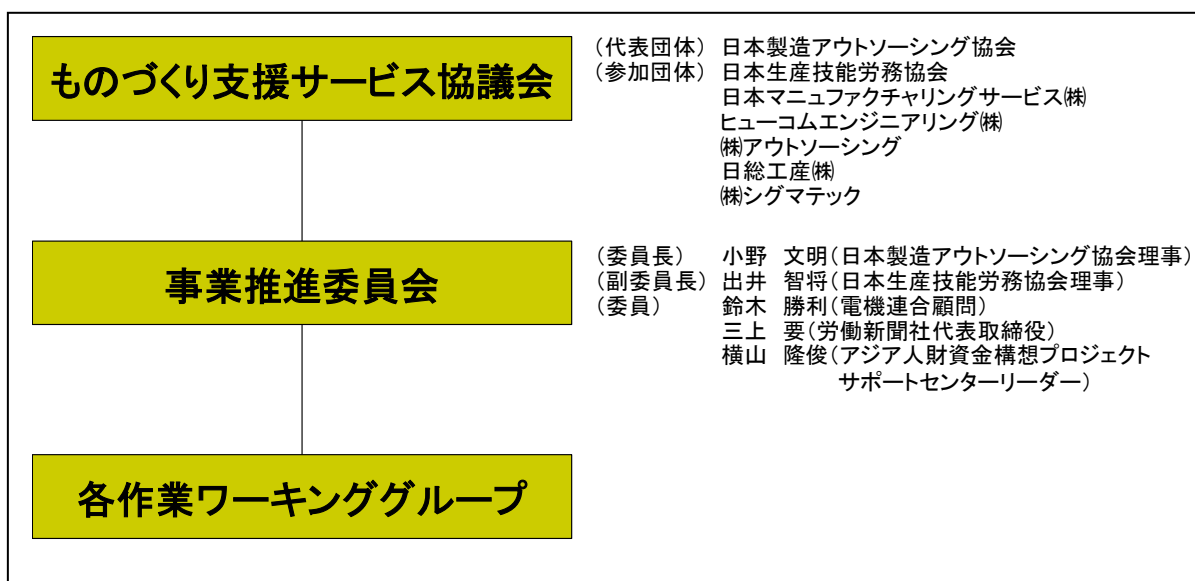 ものづくり支援サービス協議会
(代表団体) 日本製造アウトソーシング協会
(参加団体) 日本生産技能労務協会
日本マニュファクチャリングサービス㈱
ヒューコムエンジニアリング㈱
㈱アウトソーシング
日総工産㈱
㈱シグマテック
事業推進委員会
(委員長) 小野 文明(日本製造アウトソーシング協会理事)
(副委員長) 出井 智将(日本生産技能労務協会理事)
(委員) 鈴木 勝利(電機連合顧問)
三上 要(労働新聞社代表取締役)
横山 隆俊(アジア人財資金構想プロジェクト
サポートセンターリーダー)
各作業ワーキンググループ